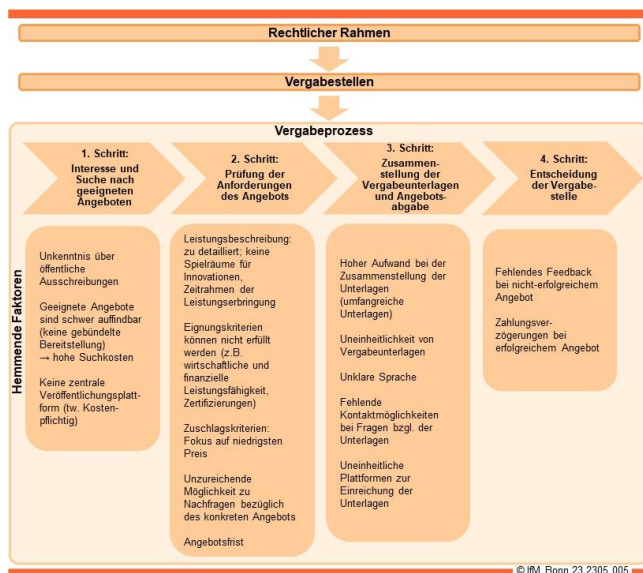 Rechtlicher Rahmen
Vergabestellen
Vergabeprozess
1. Schritt:
Interesse und
Suche nach
geeigneten
Angeboten
2. Schritt:
Prüfung der
Anforderungen
des Angebots
3. Schritt:
Zusammen-
stellung der
Vergabeunterlagen
und Angebots-
abgabe
4. Schritt:
Entscheidung
der Vergabe-
stelle
Hemmende Faktoren
Unkenntnis über
öffentliche
Ausschreibungen
Geeignete Angebote
sind schwer auffindbar
(keine gebündelte
Bereitstellung)
→ hohe Suchkosten
Keine zentrale
Veröffentlichungsplatt-
form (tw. Kosten-
pflichtig)
Leistungsbeschreibung:
zu detailliert; keine
Spielräume für
Innovationen,
Zeitrahmen der
Leistungserbringung
Eignungskriterien
können nicht erfüllt
werden (z.B.
wirtschaftliche und
finanzielle
Leistungsfähigkeit,
Zertifizierungen)
Zuschlagskriterien:
Fokus auf niedrigsten
Preis
Unzureichende
Möglichkeit zu
Nachfragen bezüglich
des konkreten Angebots
Angebotsfrist
Hoher Aufwand bei der
Zusammenstellung der
Unterlagen
(umfangreiche
Unterlagen)
Uneinheitlichkeit von
Vergabeunterlagen
Unklare Sprache
Fehlende
Kontaktmöglichkeiten
bei Fragen bzgl. der
Unterlagen
Uneinheitliche
Plattformen zur
Einreichung der
Unterlagen
Fehlendes Feedback
bei nicht-erfolgreichem
Angebot
Zahlungsver-
zögerungen bei
erfolgreichem Angebot
© IfM Bonn 23 2305 005